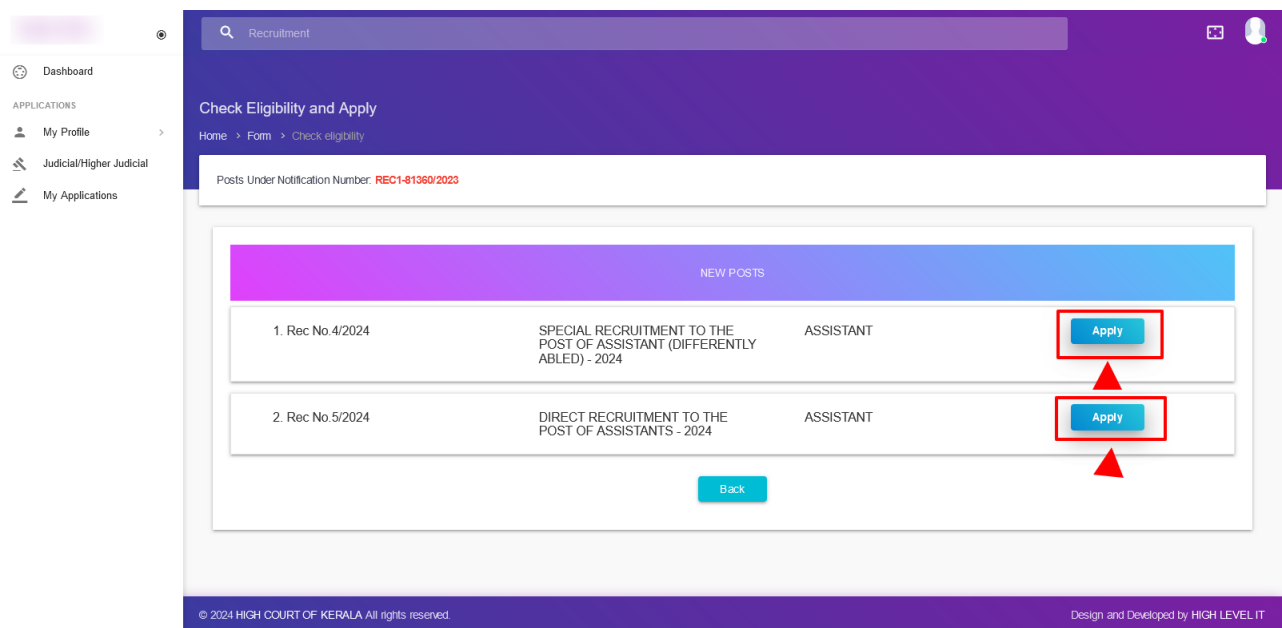 Recruitment
Dashboard
APPLICATIONS
My Profile
Judicial/Higher Judicial
My Applications
Check Eligibility and Apply
Home > Form > Check eligibility
Posts Under Notification Number: REC1-81360/2023
NEW POSTS
1. Rec No.4/2024
SPECIAL RECRUITMENT TO THE
POST OF ASSISTANT (DIFFERENTLY
ABLED) - 2024
ASSISTANT
Apply
2. Rec No.5/2024
DIRECT RECRUITMENT TO THE
POST OF ASSISTANTS - 2024
ASSISTANT
Apply
Back
© 2024 HIGH COURT OF KERALA All rights reserved.
Design and Developed by HIGH LEVEL IT